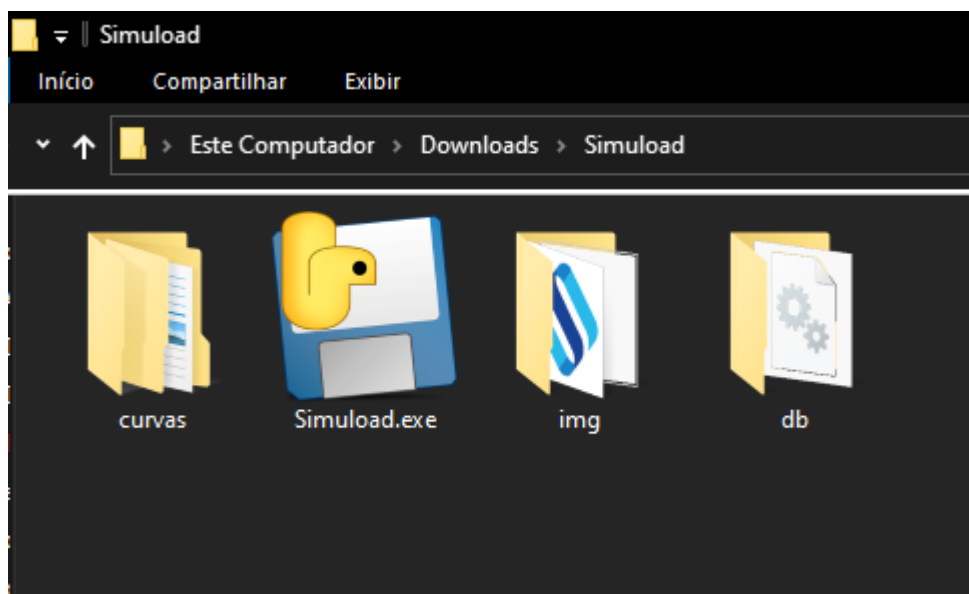 Simuload
Início Compartilhar Exibir
Este Computador > Downloads > Simuload
curvas Simuload.exe img db